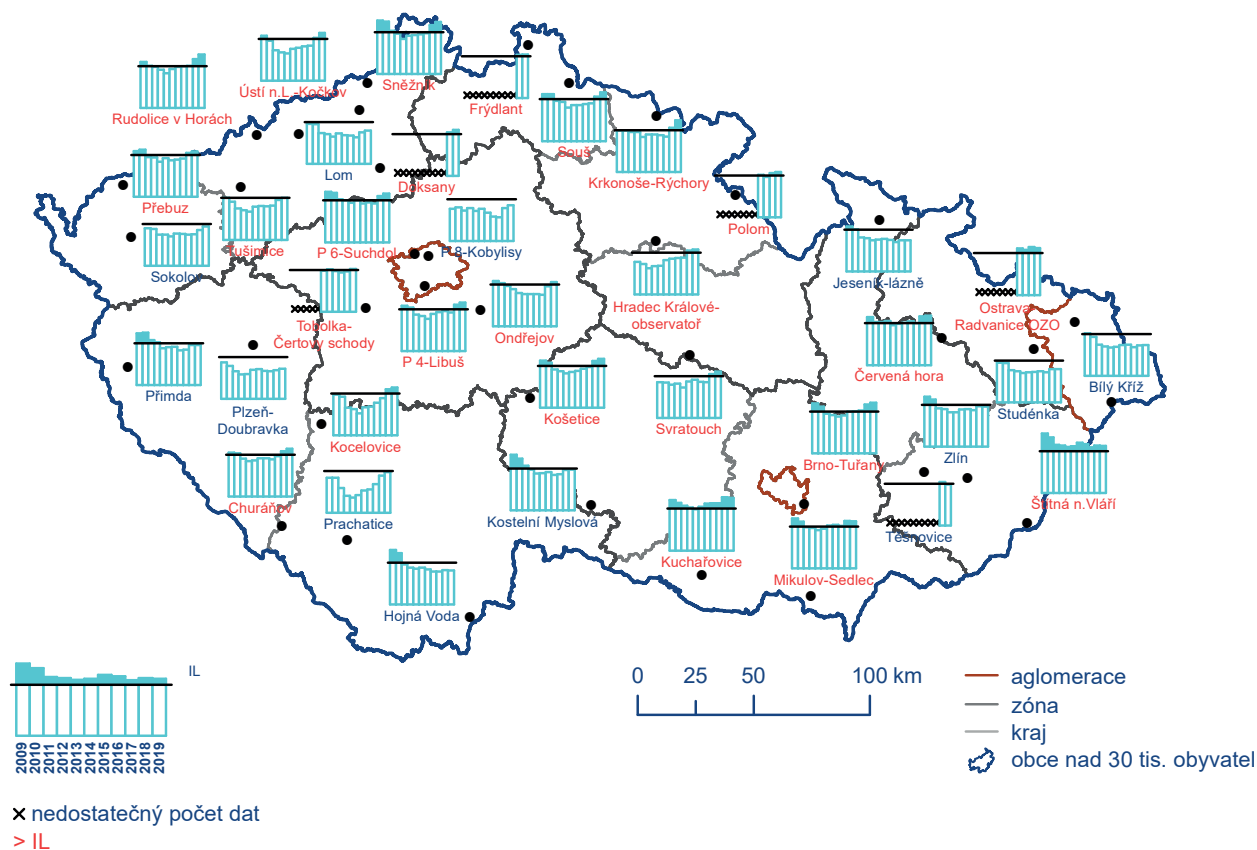 Sněžník
Ústí n.L.-Kočkov
Rudolice v Horách
Frýdlant
Souš
Lom
Doksany
Krkonoše-Rýchory
Přebuz
Tušimice
P 6-Suchdol
P 8-Kobylisy
Polom
Sokolov
Jeseník-lázně
Tobolka-
Čertovy schody
P 4-Libuš
Ondřejov
Hradec Králové-
observatoř
Ostrava
Radvanice OZO
Přimda
Plzeň-
Doubravka
Červená hora
Bílý Kříž
Kocelovice
Košetice
Svratouch
Studénka
Brno-Tuřany
Zlín
Churáňov
Prachatice
Kostelní Myslová
Štítná n.Vláří
Těšnovice
Kuchařovice
Mikulov-Sedlec
Hojná Voda
IL
2009
2010
2011
2012
2013
2014
2015
2016
2017
2018
2019
0 25 50 100 km
aglomerace
zóna
kraj
obce nad 30 tis. obyvatel
nedostatečný počet dat
> IL